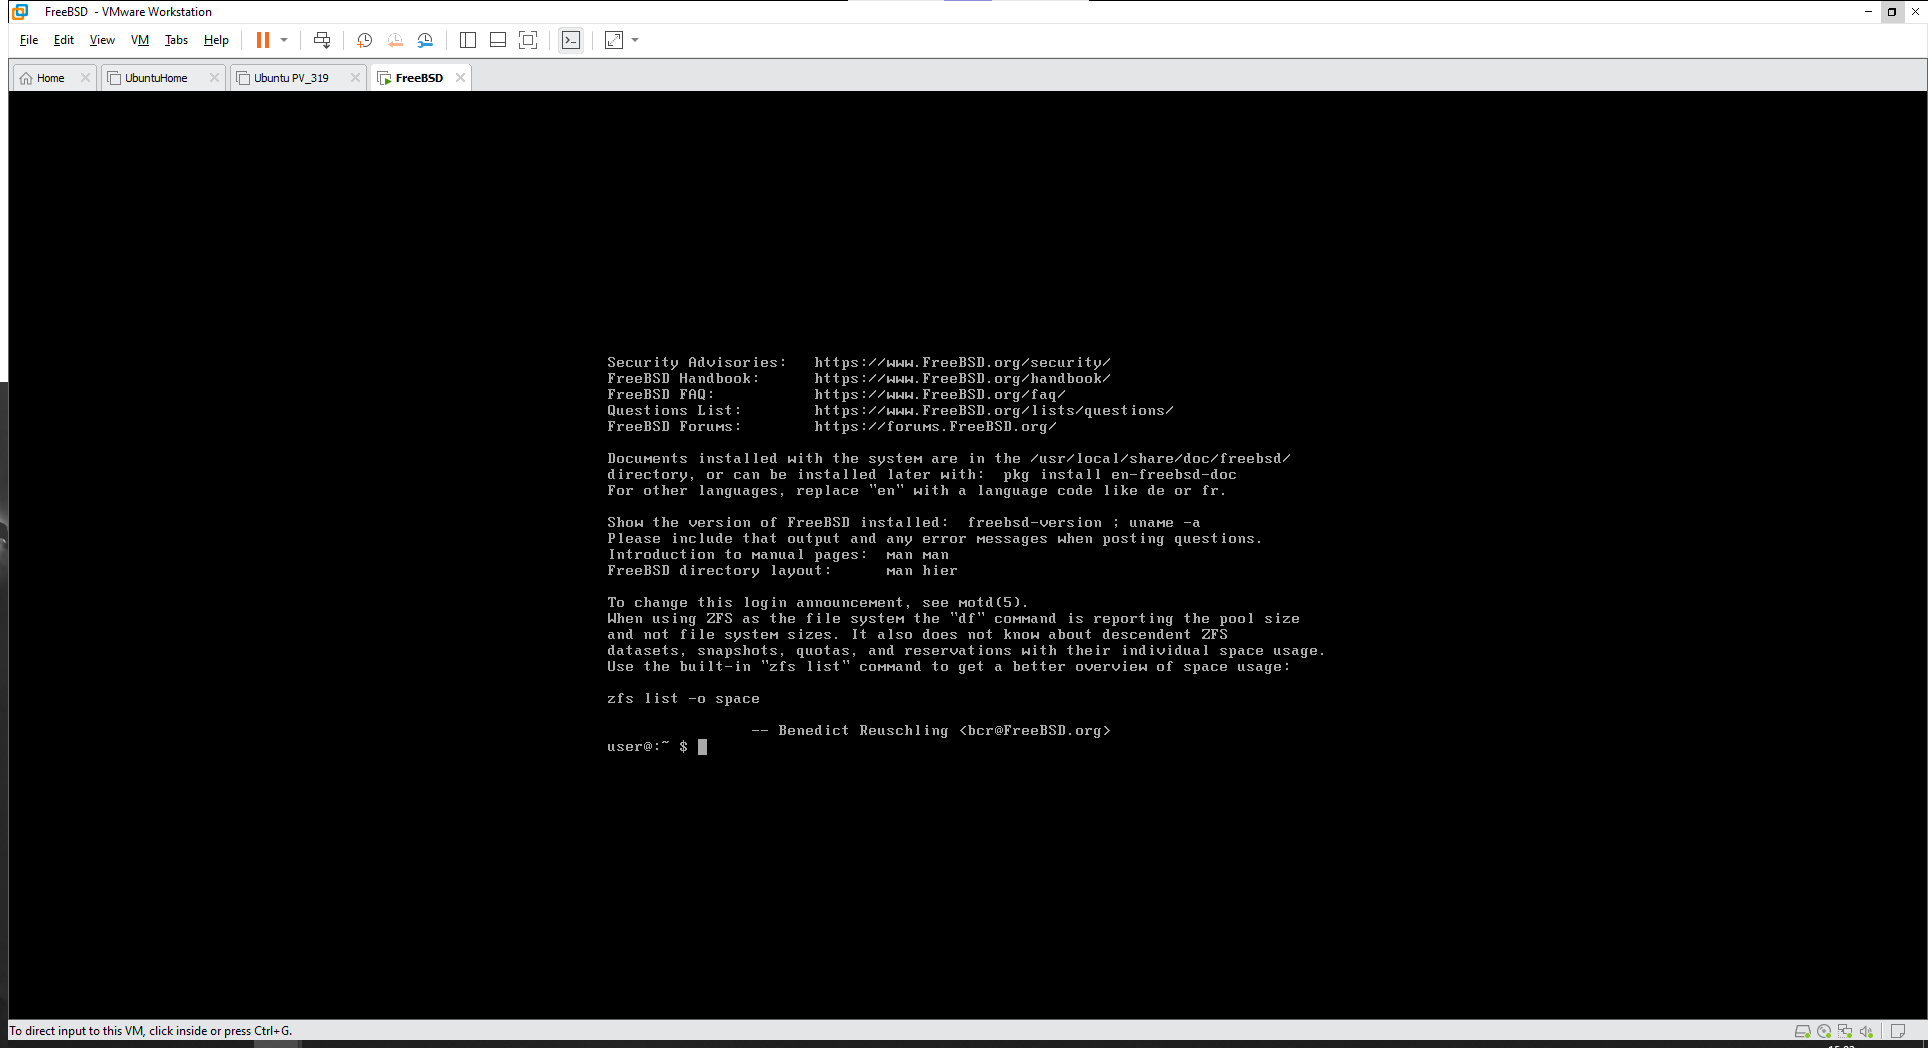 FreeBSD - VMware Workstation
File Edit View VM Tabs Help
Home UbuntuHome Ubuntu PV_319 FreeBSD
Security Advisories: https://www.FreeBSD.org/security/
FreeBSD Handbook: https://www.FreeBSD.org/handbook/
FreeBSD FAQ: https://www.FreeBSD.org/faq/
Questions List: https://www.FreeBSD.org/lists/questions/
FreeBSD Forums: https://forums.FreeBSD.org/
Documents installed with the system are in the /usr/local/share/doc/freebsd/
directory, or can be installed later with: pkg install en-freebsd-doc
For other languages, replace "en" with a language code like de or fr.
Show the version of FreeBSD installed: freebsd-version ; uname -a
Please include that output and any error messages when posting questions.
Introduction to manual pages: man man
FreeBSD directory layout: man hier
To change this login announcement, see motd(5).
When using ZFS as the file system the "df" command is reporting the pool size
and not file system sizes. It also does not know about descendent ZFS
datasets, snapshots, quotas, and reservations with their individual space usage.
Use the built-in "zfs list" command to get a better overview of space usage:
zfs list -o space
-- Benedict Reuschling <bcr@FreeBSD.org>
user@:~ $
To direct input to this VM, click inside or press Ctrl+G.